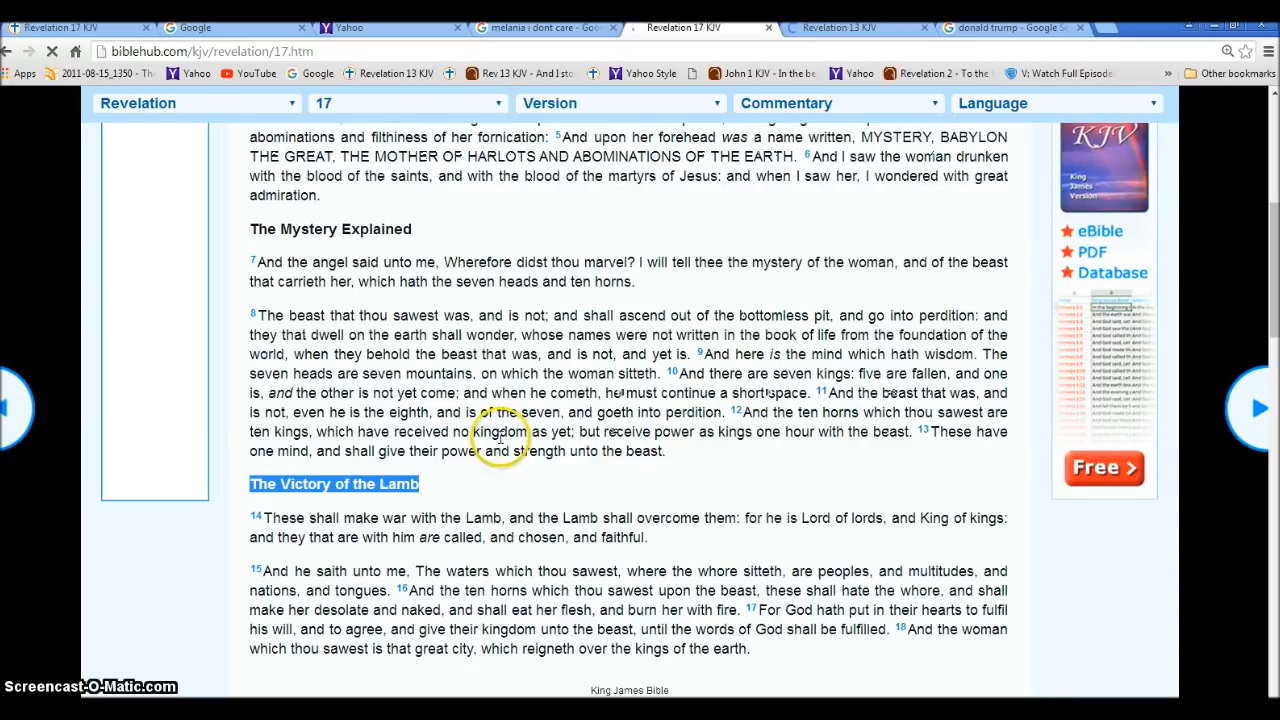 Revelation 17 KJV × Google × Yahoo × melania i dont care - Goo × Revelation 17 KJV × Revelation 13 KJV × donald trump - Google Se ×
biblehub.com/kjv/revelation/17.htm
Apps 2011-08-15_1350 - Th Yahoo YouTube Google Revelation 13 KJV Rev 13 KJV - And I sto Yahoo Style John 1 KJV - In the be Yahoo Revelation 2 - To the V: Watch Full Episode » Other bookmarks
Revelation 17 Version Commentary Language
abominations and filthiness of her fornication: 5And upon her forehead was a name written, MYSTERY, BABYLON
THE GREAT, THE MOTHER OF HARLOTS AND ABOMINATIONS OF THE EARTH. 6And I saw the woman drunken
with the blood of the saints, and with the blood of the martyrs of Jesus: and when I saw her, I wondered with great
admiration.
The Mystery Explained
7And the angel said unto me, Wherefore didst thou marvel? I will tell thee the mystery of the woman, and of the beast
that carrieth her, which hath the seven heads and ten horns.
8The beast that thou sawest was, and is not; and shall ascend out of the bottomless pit, and go into perdition: and
they that dwell on the earth shall wonder, whose names were not written in the book of life from the foundation of the
world, when they behold the beast that was, and is not, and yet is. 9And here is the mind which hath wisdom. The
seven heads are seven mountains, on which the woman sitteth. 10And there are seven kings: five are fallen, and one
is, and the other is not yet come; and when he cometh, he must continue a short space. 11And the beast that was, and
is not, even he is the eighth, and is of the seven, and goeth into perdition. 12And the ten horns which thou sawest are
ten kings, which have received no kingdom as yet; but receive power as kings one hour with the beast. 13These have
one mind, and shall give their power and strength unto the beast.
The Victory of the Lamb
14These shall make war with the Lamb, and the Lamb shall overcome them: for he is Lord of lords, and King of kings:
and they that are with him are called, and chosen, and faithful.
15And he saith unto me, The waters which thou sawest, where the whore sitteth, are peoples, and multitudes, and
nations, and tongues. 16And the ten horns which thou sawest upon the beast, these shall hate the whore, and shall
make her desolate and naked, and shall eat her flesh, and burn her with fire. 17For God hath put in their hearts to fulfil
his will, and to agree, and give their kingdom unto the beast, until the words of God shall be fulfilled. 18And the woman
which thou sawest is that great city, which reigneth over the kings of the earth.
King James Bible
KJV
King
James
Version
eBible
PDF
Database
Free >
Screencast-O-Matic.com